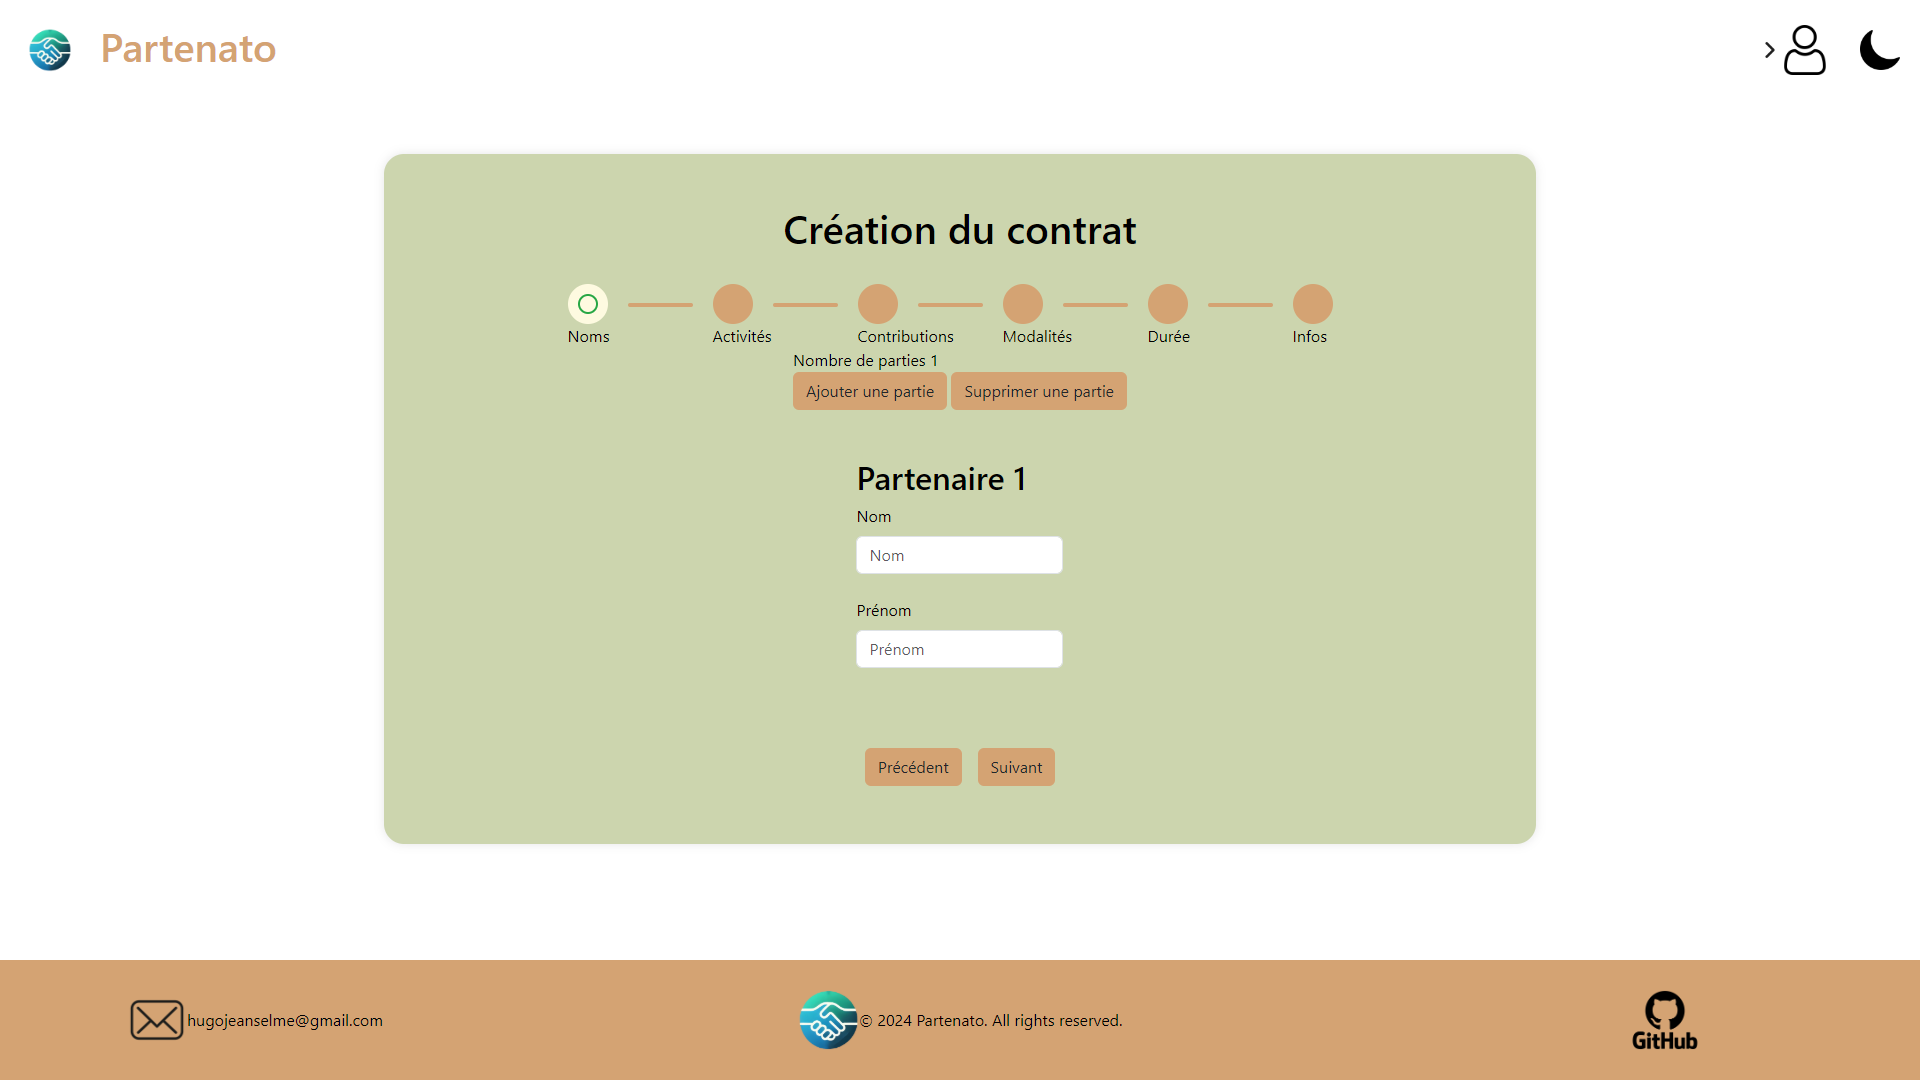 Partenato
Création du contrat
Noms
Activités
Contributions
Modalités
Durée
Infos
Nombre de parties 1
Ajouter une partie
Supprimer une partie
Partenaire 1
Nom
Nom
Prénom
Prénom
Précédent
Suivant
hugojeanselme@gmail.com
© 2024 Partenato. All rights reserved.
GitHub